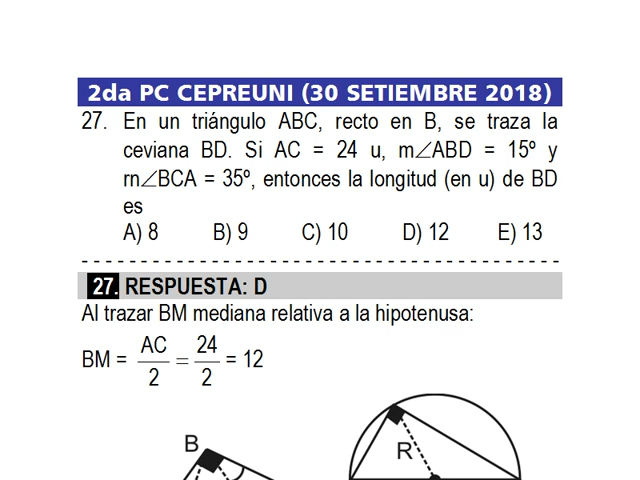 2da PC CEPREUNI (30 SETIEMBRE 2018)
27. En un triángulo ABC, recto en B, se traza la
ceviana BD. Si AC = 24 u, m∠ABD = 15º y
rn∠BCA = 35º, entonces la longitud (en u) de BD
es
A) 8 B) 9 C) 10 D) 12 E) 13
27. RESPUESTA: D
Al trazar BM mediana relativa a la hipotenusa:
BM = AC/2 = 24/2 = 12
B
R